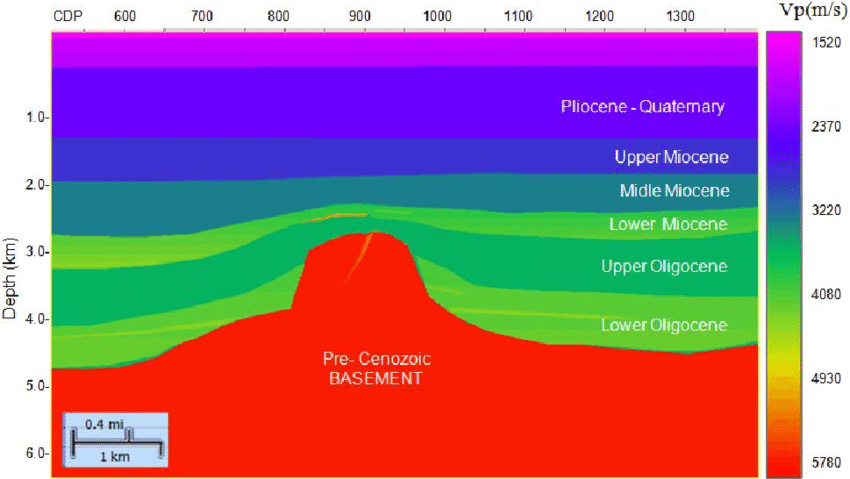 CDP 600 700 800 900 1000 1100 1200 1300
Vp(m/s)
1520
Pliocene - Quaternary
1.0-
2370
Upper Miocene
2.0-
Midle Miocene
3220
Lower Miocene
3.0-
Upper Oligocene
Depth (km)
4080
4.0-
Lower Oligocene
Pre- Cenozoic
BASEMENT
4930
5.0-
0.4 mi
1 km
6.0-
5780